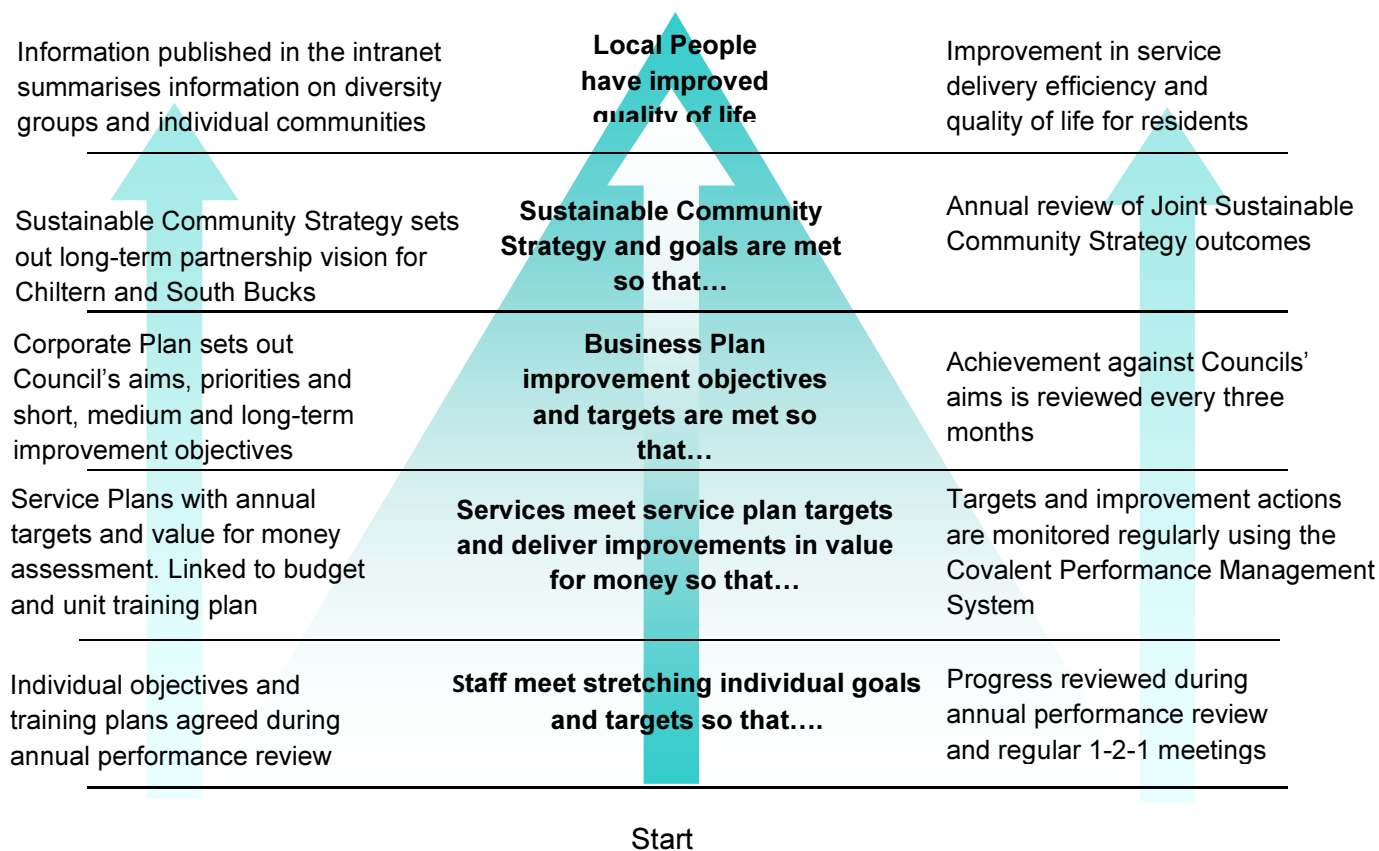 Information published in the intranet
summarises information on diversity
groups and individual communities
Local People
have improved
quality of life
Improvement in service
delivery efficiency and
quality of life for residents
Sustainable Community Strategy sets
out long-term partnership vision for
Chiltern and South Bucks
Sustainable Community
Strategy and goals are met
so that…
Annual review of Joint Sustainable
Community Strategy outcomes
Corporate Plan sets out
Council’s aims, priorities and
short, medium and long-term
improvement objectives
Business Plan
improvement objectives
and targets are met so
that…
Achievement against Councils’
aims is reviewed every three
months
Service Plans with annual
targets and value for money
assessment. Linked to budget
and unit training plan
Services meet service plan targets
and deliver improvements in value
for money so that…
Targets and improvement actions
are monitored regularly using the
Covalent Performance Management
System
Individual objectives and
training plans agreed during
annual performance review
Staff meet stretching individual goals
and targets so that….
Progress reviewed during
annual performance review
and regular 1-2-1 meetings
Start